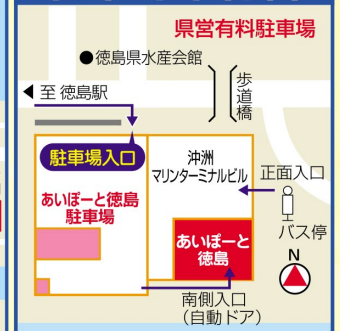 県営有料駐車場
●徳島県水産会館
◀ 至 徳島駅
歩道橋
駐車場入口
沖洲
マリンターミナルビル
正面入口
あいぽーと徳島
駐車場
バス停
あいぽーと
徳島
N
南側入口
(自動ドア)